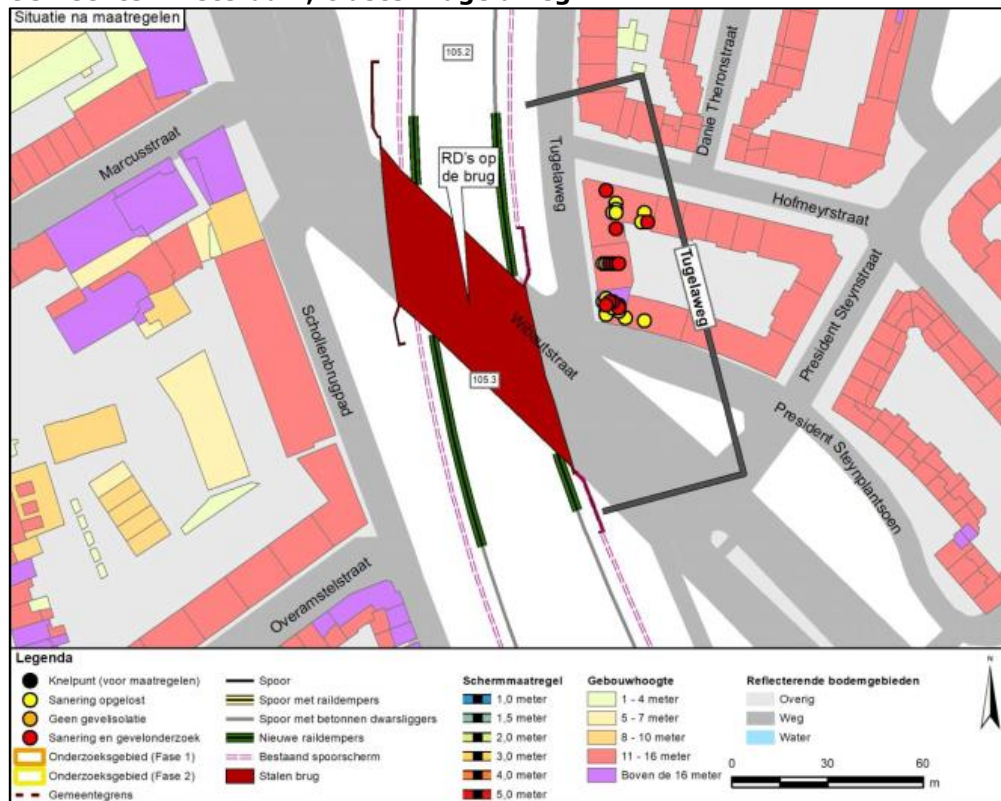 Situatie na maatregelen
105.2
Marcusstraat
RD's op
de brug
Tugelaweg
Danie Theronstraat
Hofmeyrstraat
Tugelaweg
President Steynstraat
Schollenbrugpad
Wibautstraat
105.3
President Steynplantsoen
Overamstelstraat
Legenda
Knelpunt (voor maatregelen)
Sanering opgelost
Geen gevelisolatie
Sanering en gevelonderzoek
Onderzoeksgebied (Fase 1)
Onderzoeksgebied (Fase 2)
Gemeentegrens
Spoor
Spoor met raildempers
Spoor met betonnen dwarsliggers
Nieuwe raildempers
Bestaand spoorscherm
Stalen brug
Schermmaatregel
1,0 meter
1,5 meter
2,0 meter
3,0 meter
4,0 meter
5,0 meter
Gebouwhoogte
1 - 4 meter
5 - 7 meter
8 - 10 meter
11 - 16 meter
Boven de 16 meter
Reflecterende bodemgebieden
Overig
Weg
Water
N
0 30 60
m